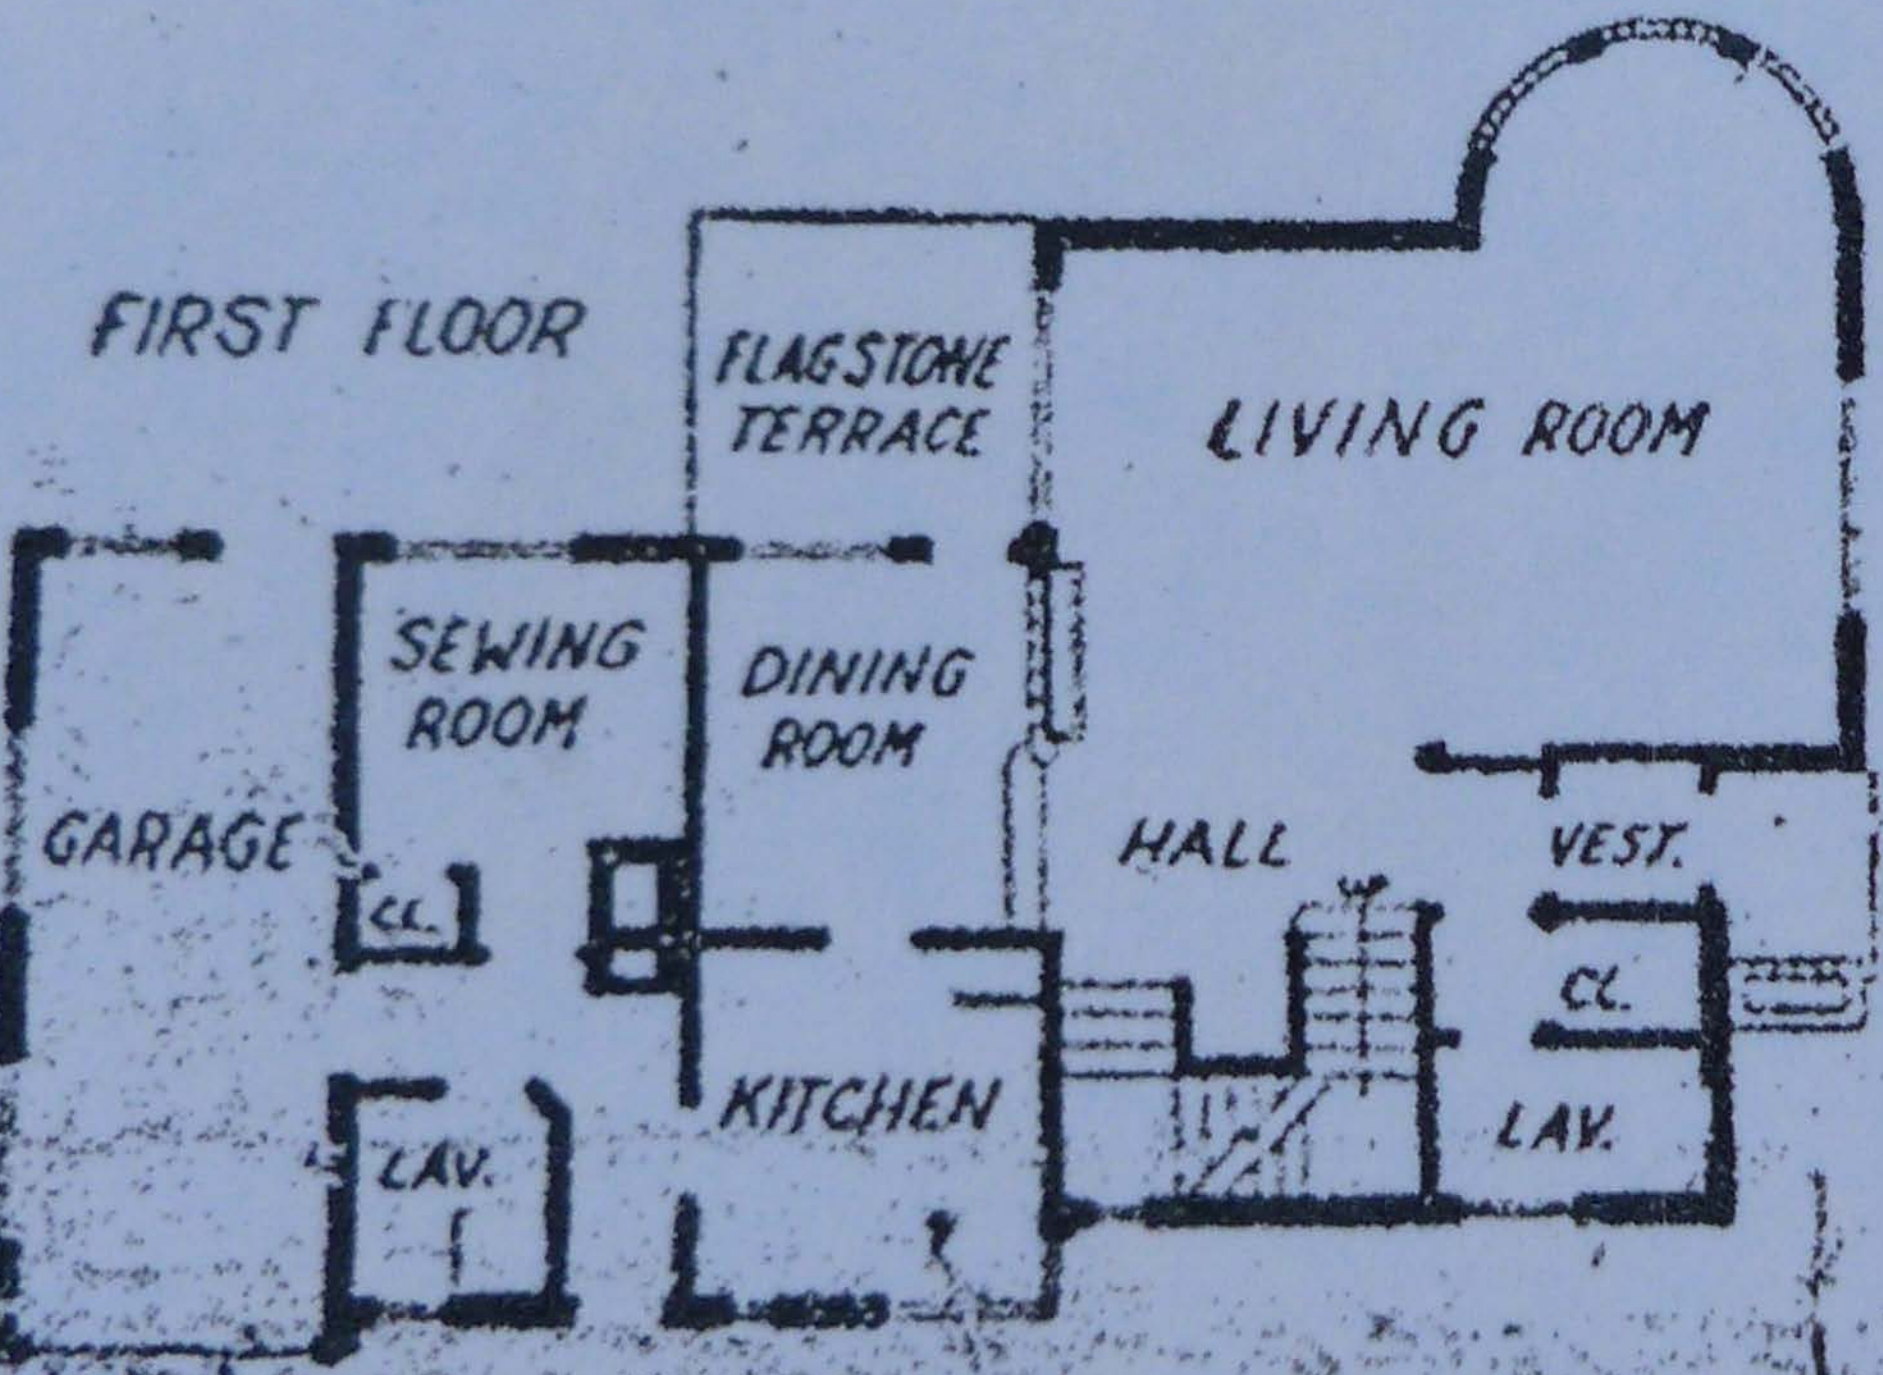 FIRST FLOOR
FLAGSTONE
TERRACE
LIVING ROOM
SEWING
ROOM
DINING
ROOM
GARAGE
HALL
VEST.
CL.
CL.
KITCHEN
LAV.
LAV.